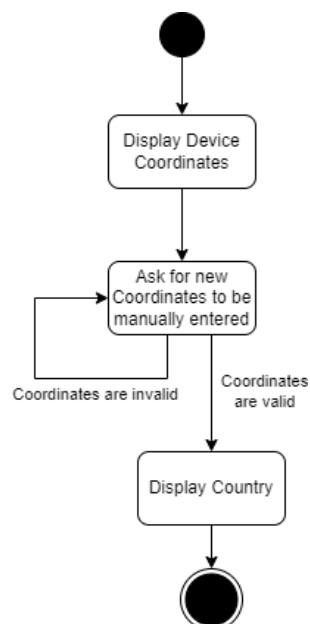 Display Device
Coordinates
Ask for new
Coordinates to be
manually entered
Coordinates are invalid
Coordinates
are valid
Display Country